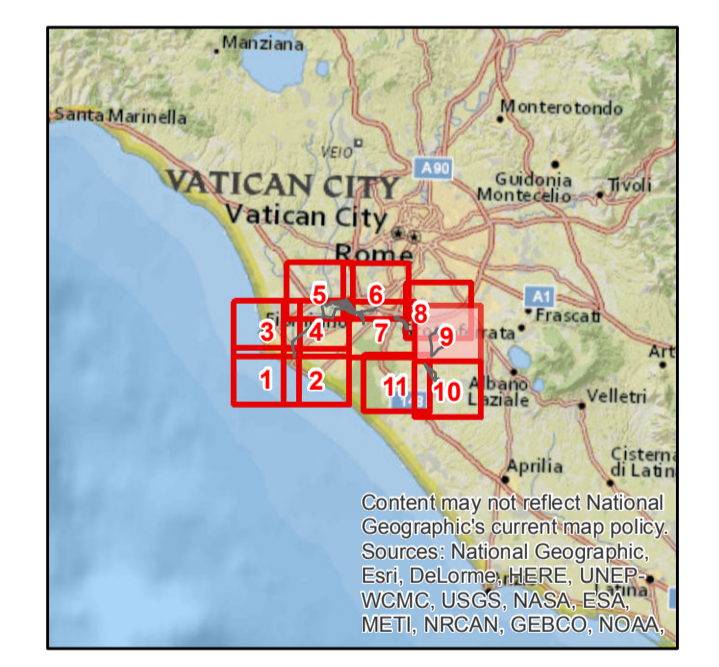 Manziana
Santa Marinella
Monterotondo
VEIO
A90
VATICAN CITY
Guidonia
Montecelio
Tivoli
Vatican City
Rome
5
6
A1
8
Frascati
3
4
7
9
rata
Art
1
2
11
10
Albano
Laziale
Velletri
Cisterna
di Latin
Aprilia
Content may not reflect National
Geographic's current map policy.
Sources: National Geographic,
Esri, DeLorme, HERE, UNEP-
WCMC, USGS, NASA, ESA,
METI, NRCAN, GEBCO, NOAA,
Latina